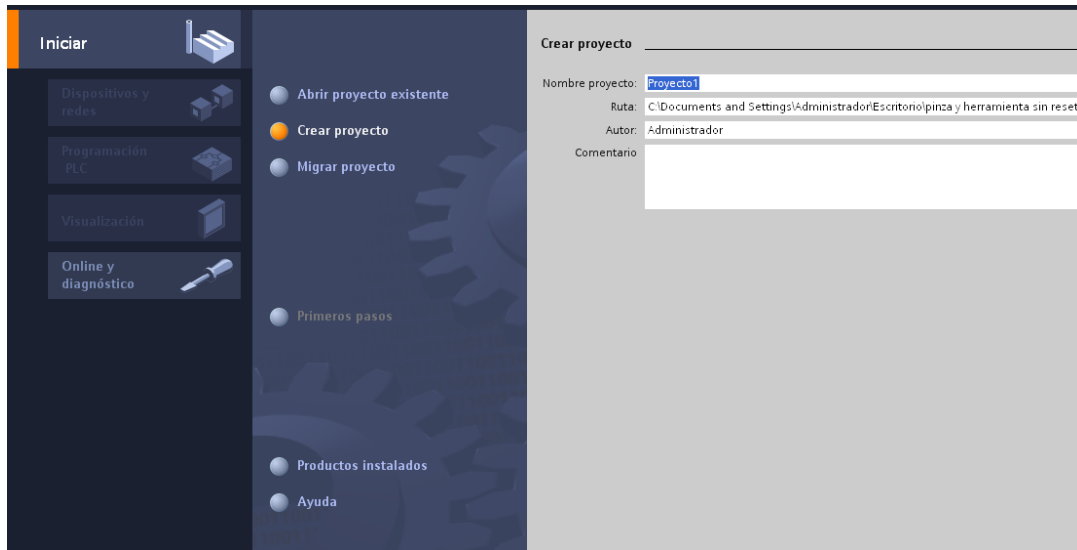 Iniciar
Dispositivos y
redes
Programación
PLC
Visualización
Online y
diagnóstico
Abrir proyecto existente
Crear proyecto
Migrar proyecto
Primeros pasos
Productos instalados
Ayuda
Crear proyecto
Nombre proyecto: Proyecto1
Ruta: C:\Documents and Settings\Administrador\Escritorio\pinza y herramienta sin reset
Autor: Administrador
Comentario